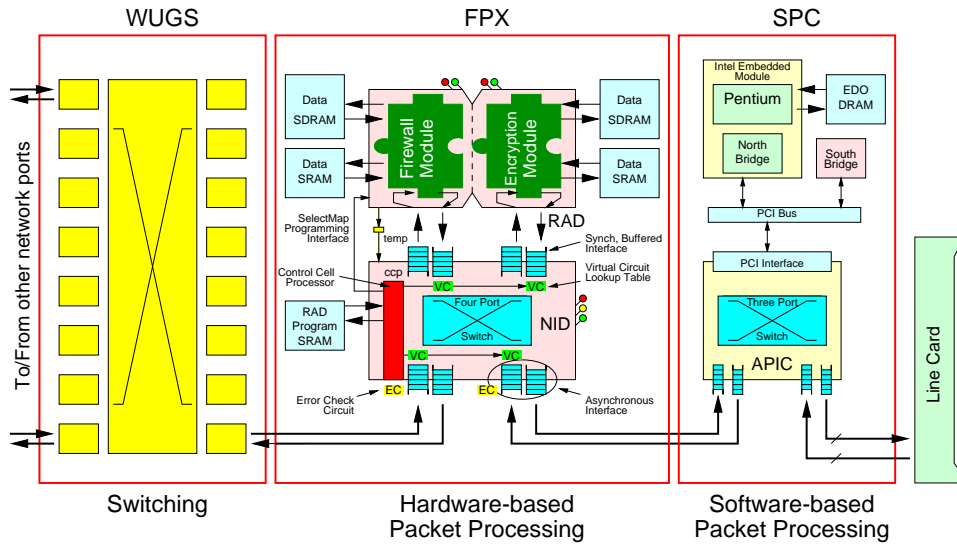 WUGS
FPX
SPC
To/From other network ports
Data
SDRAM
Data
SRAM
Firewall
Module
Encryption
Module
Data
SDRAM
Data
SRAM
RAD
SelectMap
Programming
Interface
temp
Synch, Buffered
Interface
ccp
Control Cell
Processor
VC
VC
Virtual Circuit
Lookup Table
RAD
Program
SRAM
Four Port
Switch
NID
VC
VC
EC
EC
Error Check
Circuit
Asynchronous
Interface
Intel Embedded
Module
Pentium
EDO
DRAM
North
Bridge
South
Bridge
PCI Bus
PCI Interface
Three Port
Switch
APIC
Line Card
Switching
Hardware-based
Packet Processing
Software-based
Packet Processing